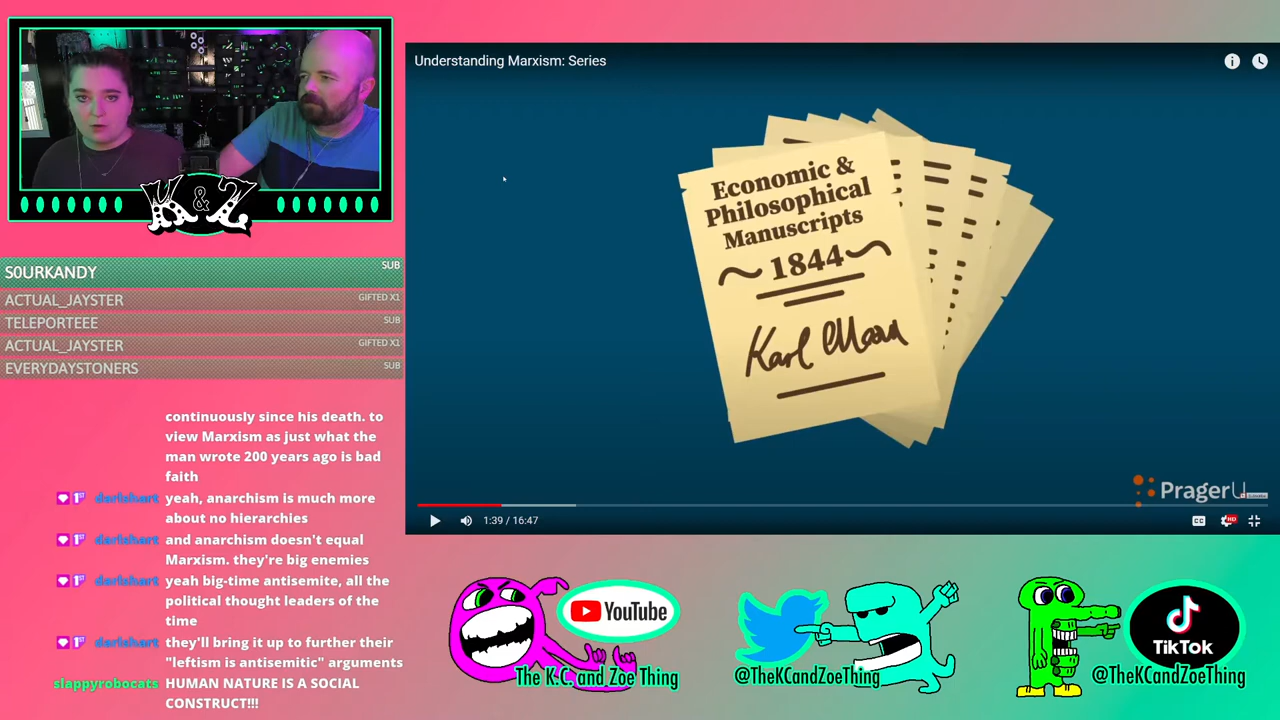 K & Z
S0URKANDY SUB
ACTUAL_JAYSTER GIFTED X1
TELEPORTEEE SUB
ACTUAL_JAYSTER GIFTED X1
EVERYDAYSTONERS SUB
continuously since his death. to
view Marxism as just what the
man wrote 200 years ago is bad
faith
yeah, anarchism is much more
about no hierarchies
and anarchism doesn't equal
Marxism. they're big enemies
yeah big-time antisemite, all the
political thought leaders of the
time
they'll bring it up to further their
"leftism is antisemitic" arguments
slappyrobocats HUMAN NATURE IS A SOCIAL
CONSTRUCT!!!
Understanding Marxism: Series
Economic &
Philosophical
Manuscripts
1844
Karl Marx
PragerU
1:39 / 16:47
CC
HD
YouTube
The K.C. and Zoe Thing
@TheKCandZoeThing
TikTok
@TheKCandZoeThing